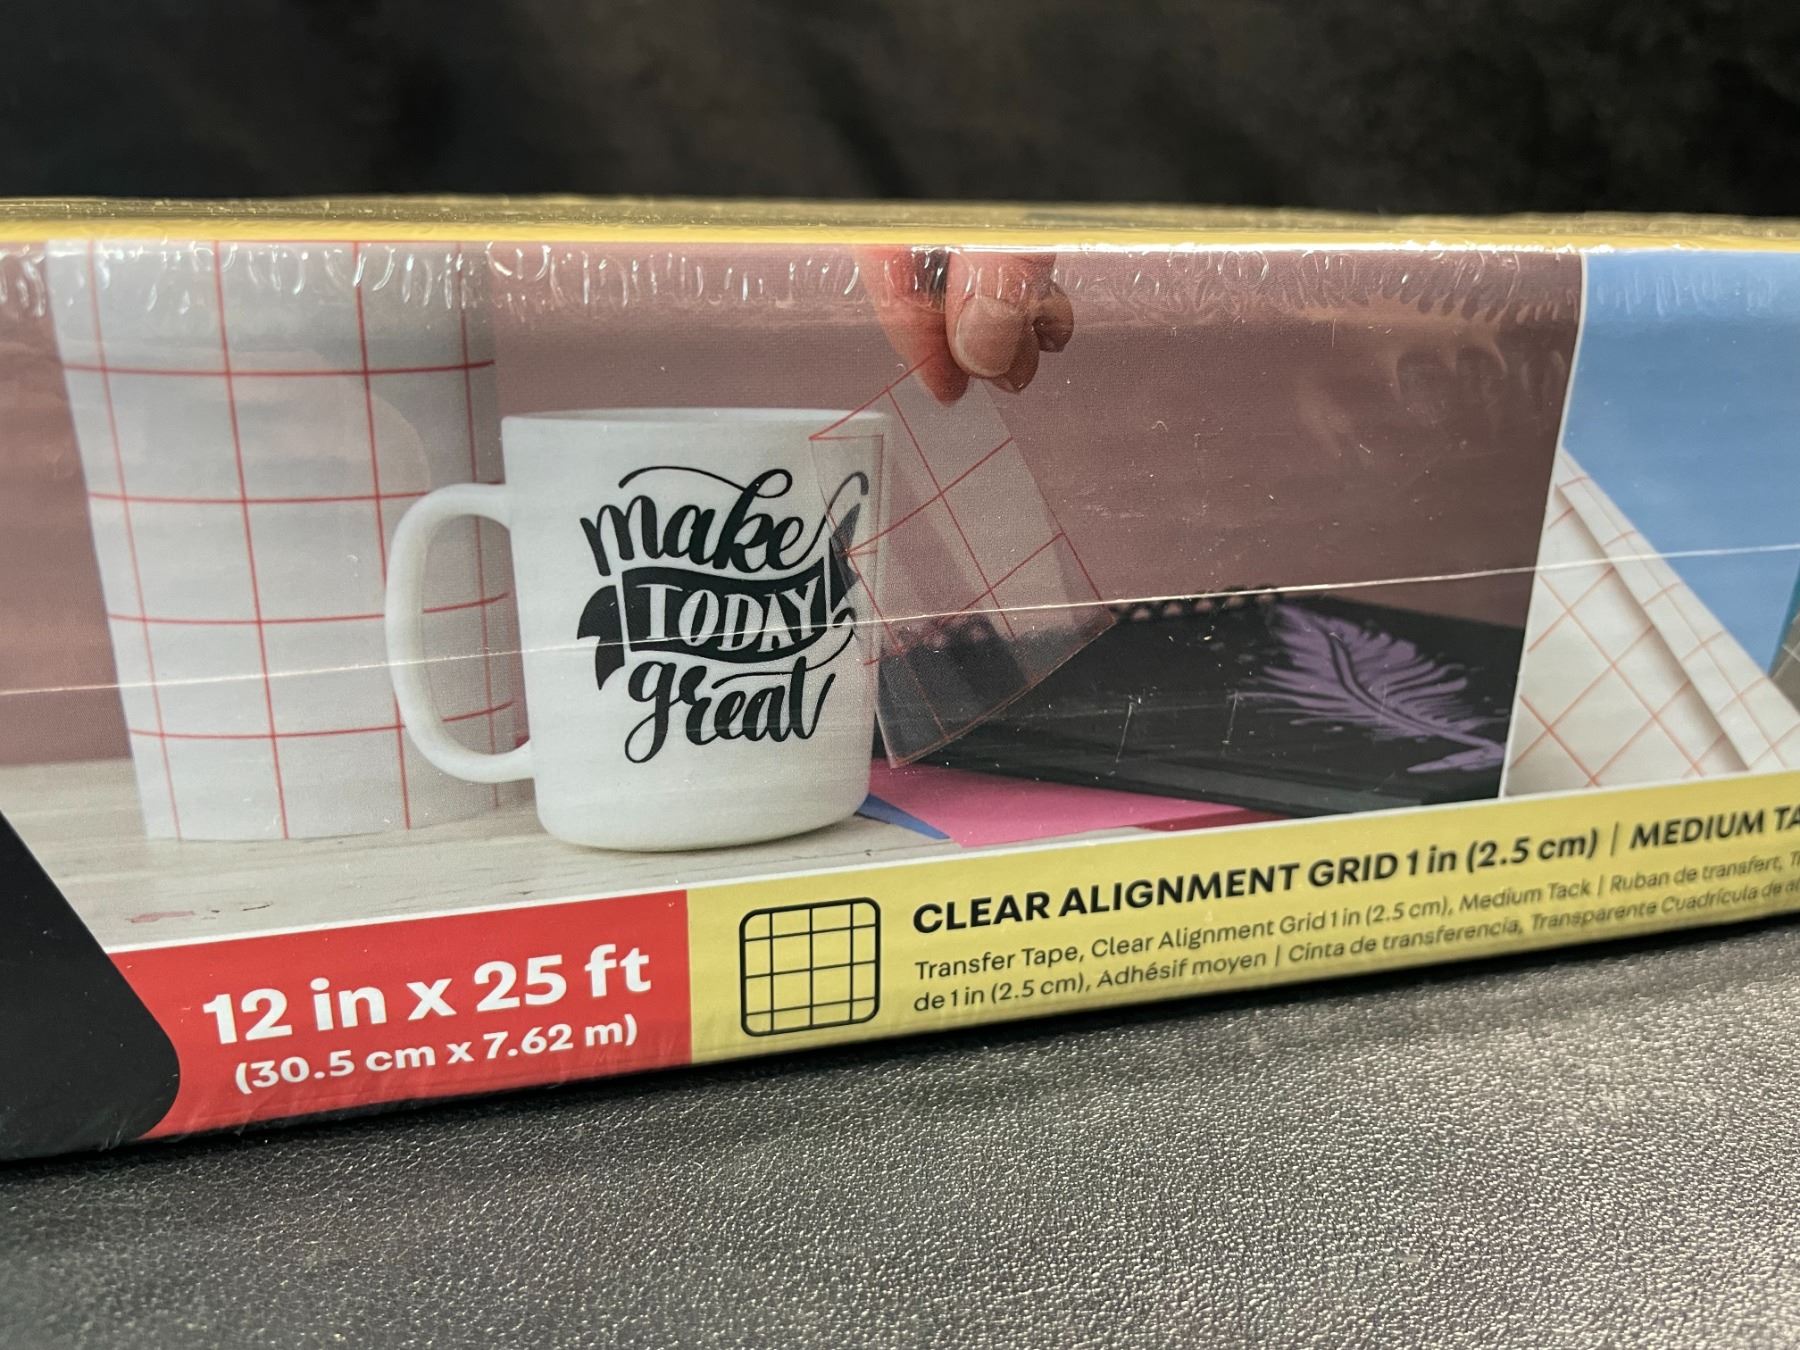 make
TODAY
great
12 in x 25 ft
(30.5 cm x 7.62 m)
CLEAR ALIGNMENT GRID 1 in (2.5 cm) | MEDIUM
Transfer Tape, Clear Alignment Grid 1 in (2.5 cm), Medium Tack | Ruban de transfert,
de 1 in (2.5 cm), Adhésif moyen | Cinta de transferencia, Transparente Cuadrícula de